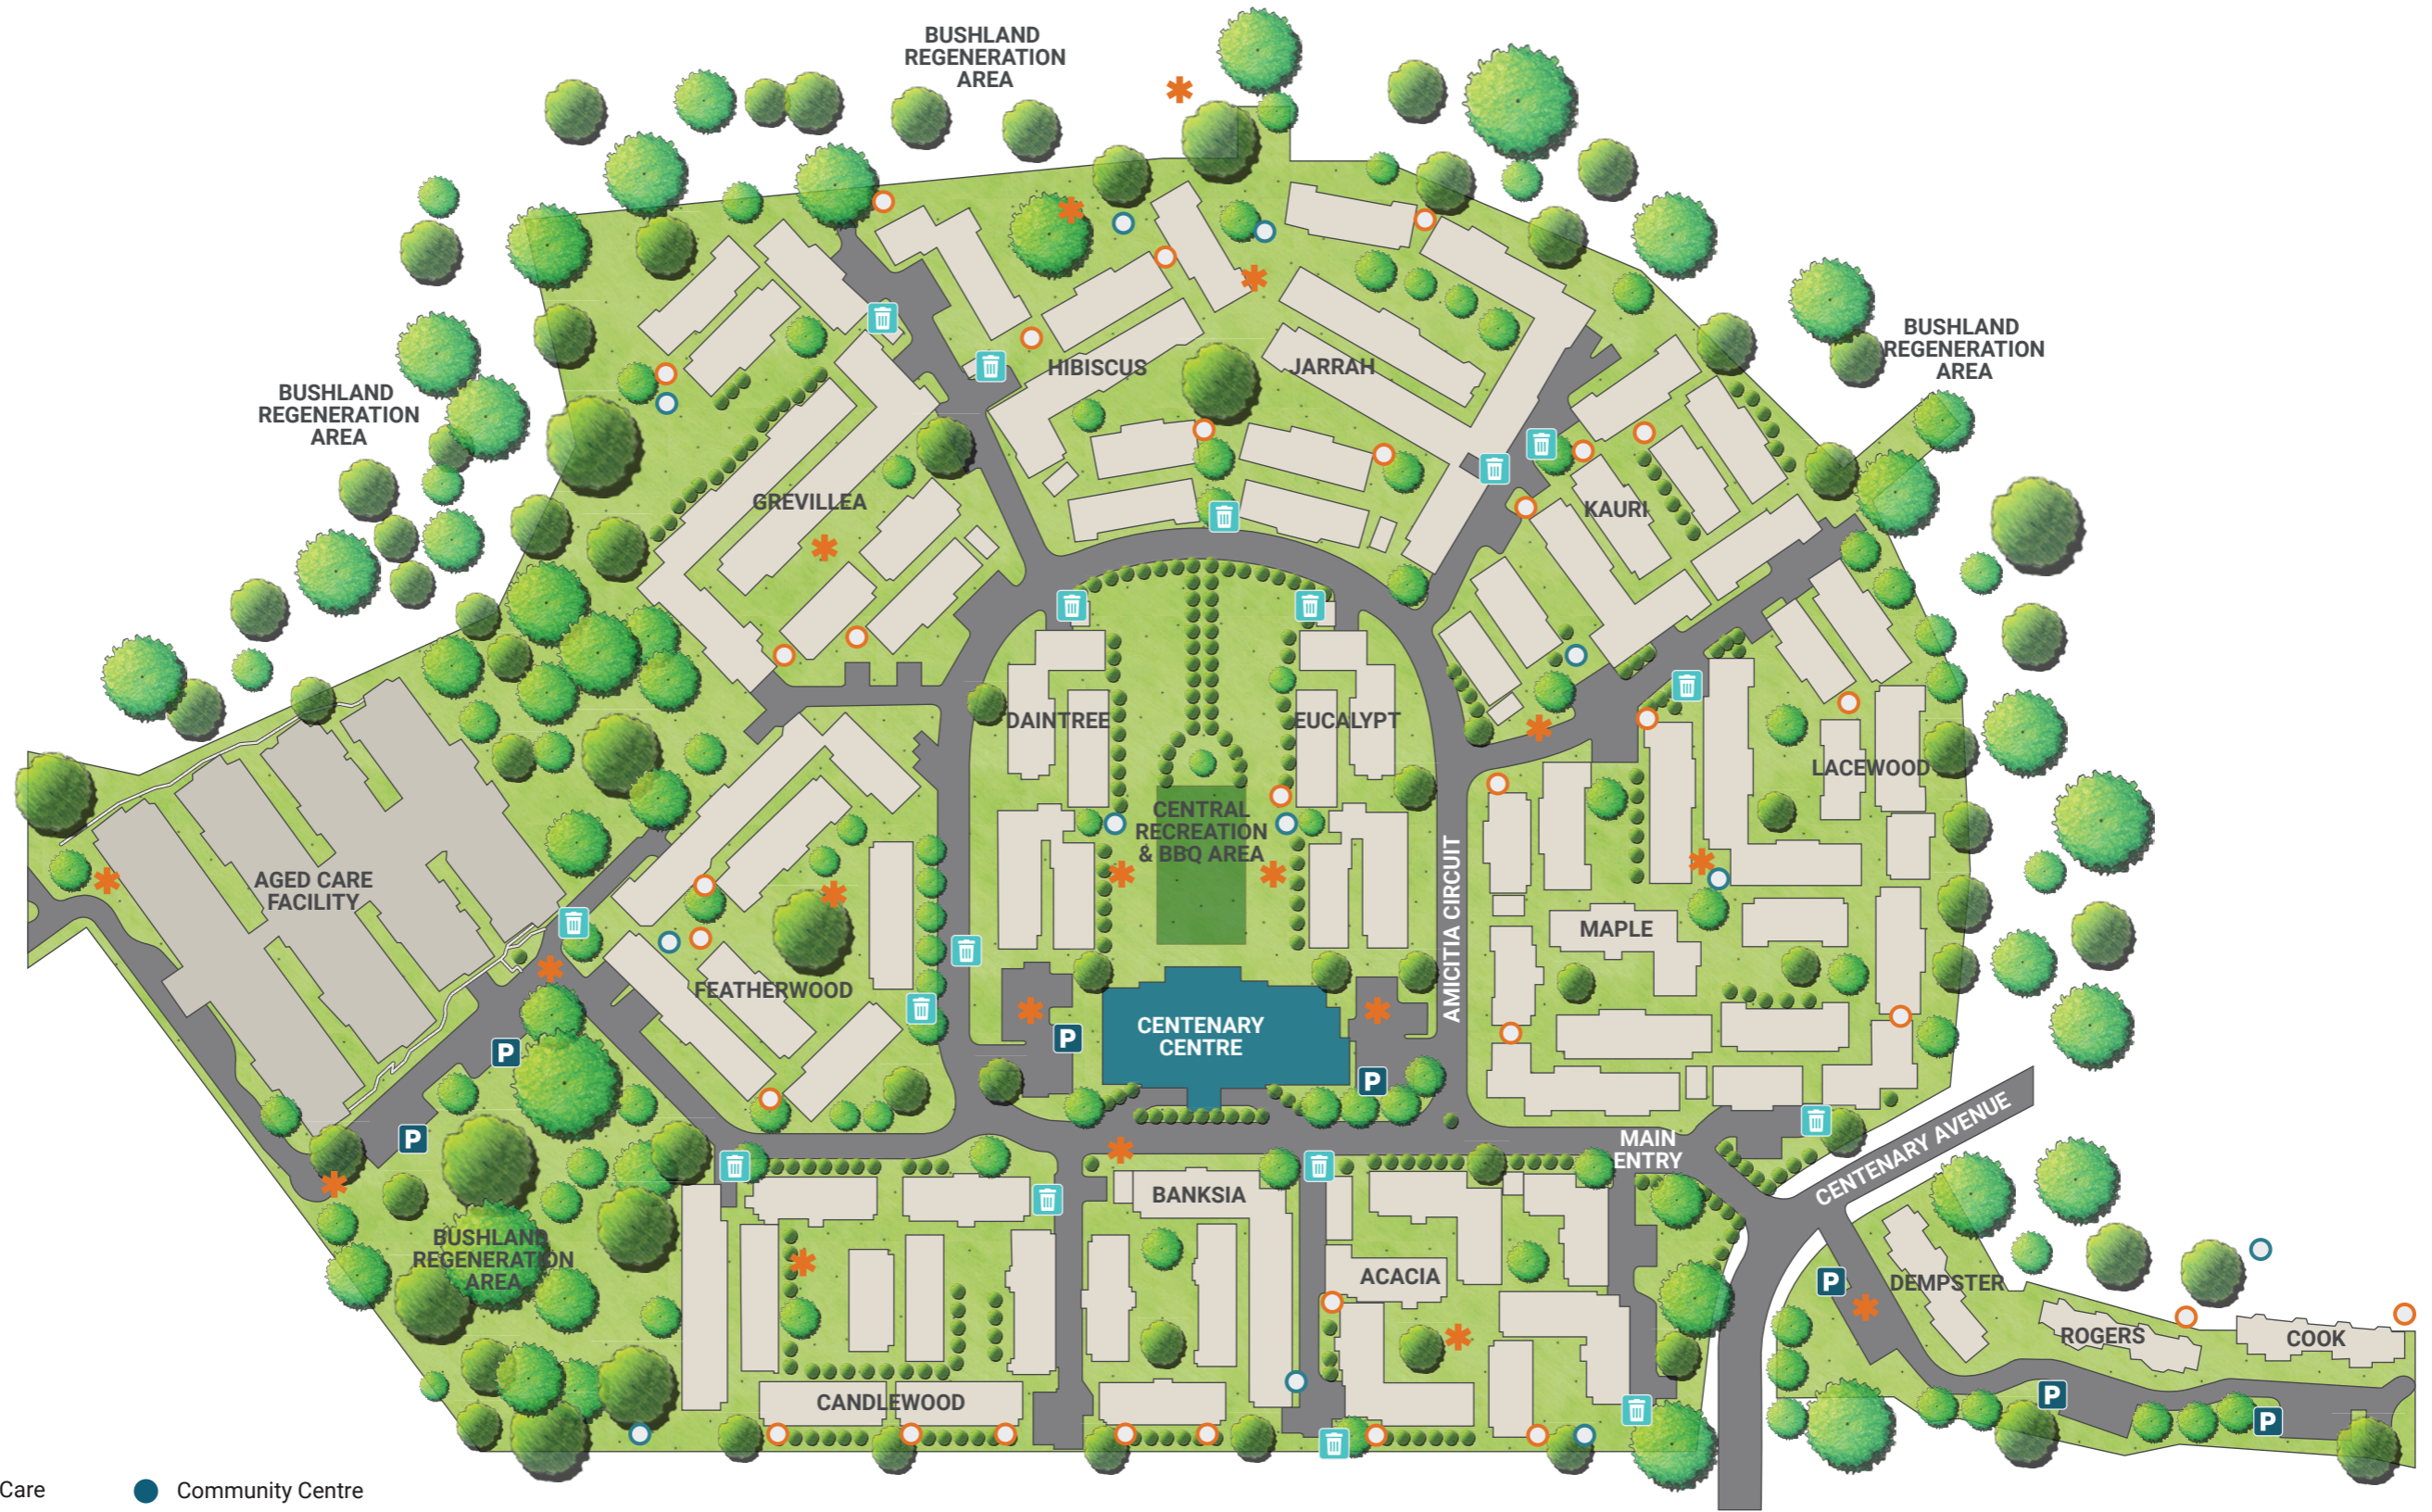 BUSHLAND
REGENERATION
AREA
BUSHLAND
REGENERATION
AREA
BUSHLAND
REGENERATION
AREA
HIBISCUS
JARRAH
GREVILLEA
KAURI
DAINTREE
EUCALYPT
LACEWOOD
CENTRAL
RECREATION
& BBQ AREA
AGED CARE
FACILITY
AMICITIA CIRCUIT
MAPLE
FEATHERWOOD
CENTENARY
CENTRE
P
P
P
P
MAIN
ENTRY
CENTENARY AVENUE
BANKSIA
BUSHLAND
REGENERATION
AREA
ACACIA
P
DEMPSTER
ROGERS
COOK
CANDLEWOOD
P
P
Care
Community Centre